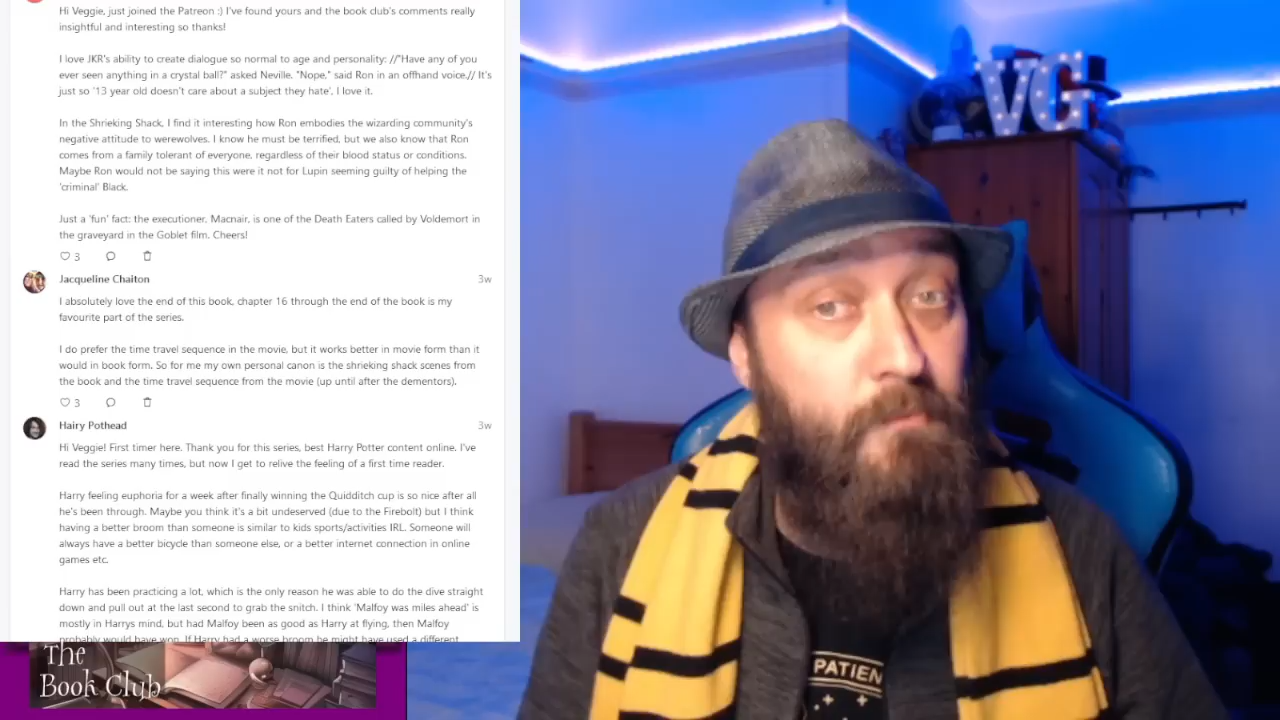 Hi Veggie, just joined the Patreon :) I've found yours and the book club's comments really
insightful and interesting so thanks!
I love JKR's ability to create dialogue so normal to age and personality: //"Have any of you
ever seen anything in a crystal ball?" asked Neville. "Nope," said Ron in an offhand voice.// It's
just so '13 year old doesn't care about a subject they hate', I love it.
In the Shrieking Shack, I find it interesting how Ron embodies the wizarding community's
negative attitude to werewolves. I know he must be terrified, but we also know that Ron
comes from a family tolerant of everyone, regardless of their blood status or conditions.
Maybe Ron would not be saying this were it not for Lupin seeming guilty of helping the
'criminal' Black.
Just a 'fun' fact: the executioner, Macnair, is one of the Death Eaters called by Voldemort in
the graveyard in the Goblet film. Cheers!
3
Jacqueline Chaiton 3w
I absolutely love the end of this book, chapter 16 through the end of the book is my
favourite part of the series.
I do prefer the time travel sequence in the movie, but it works better in movie form than it
would in book form. So for me my own personal canon is the shrieking shack scenes from
the book and the time travel sequence from the movie (up until after the dementors).
3
Hairy Pothead 3w
Hi Veggie! First timer here. Thank you for this series, best Harry Potter content online. I've
read the series many times, but now I get to relive the feeling of a first time reader.
Harry feeling euphoria for a week after finally winning the Quidditch cup is so nice after all
he's been through. Maybe you think it's a bit undeserved (due to the Firebolt) but I think
having a better broom than someone is similar to kids sports/activities IRL. Someone will
always have a better bicycle than someone else, or a better internet connection in online
games etc.
Harry has been practicing a lot, which is the only reason he was able to do the dive straight
down and pull out at the last second to grab the snitch. I think 'Malfoy was miles ahead' is
mostly in Harrys mind, but had Malfoy been as good as Harry at flying, then Malfoy
probably would have won. If Harry had a worse broom he might have used a different
The
Book Club
VG
PATIEN